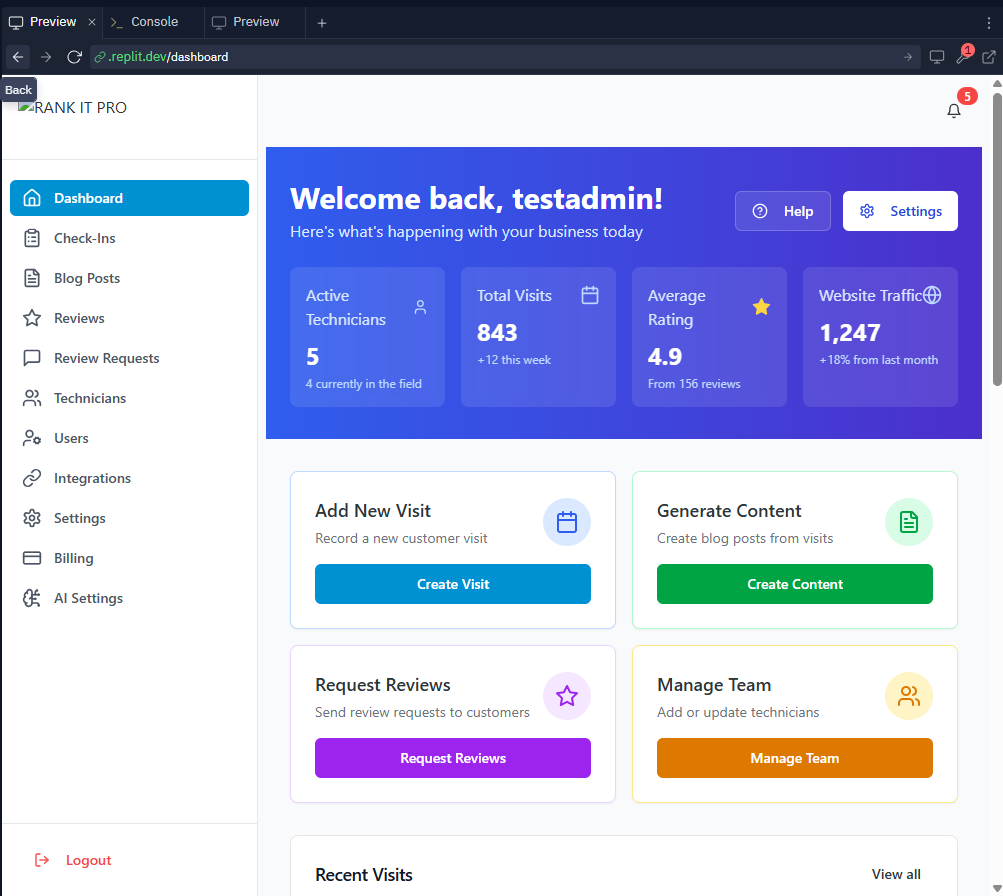 Preview
Console
Preview
.replit.dev/dashboard
1
Back
RANK IT PRO
5
Dashboard
Check-Ins
Blog Posts
Reviews
Review Requests
Technicians
Users
Integrations
Settings
Billing
AI Settings
Logout
Welcome back, testadmin!
Here's what's happening with your business today
Help
Settings
Active
Technicians
5
4 currently in the field
Total Visits
843
+12 this week
Average
Rating
4.9
From 156 reviews
Website Traffic
1,247
+18% from last month
Add New Visit
Record a new customer visit
Create Visit
Generate Content
Create blog posts from visits
Create Content
Request Reviews
Send review requests to customers
Request Reviews
Manage Team
Add or update technicians
Manage Team
Recent Visits
View all